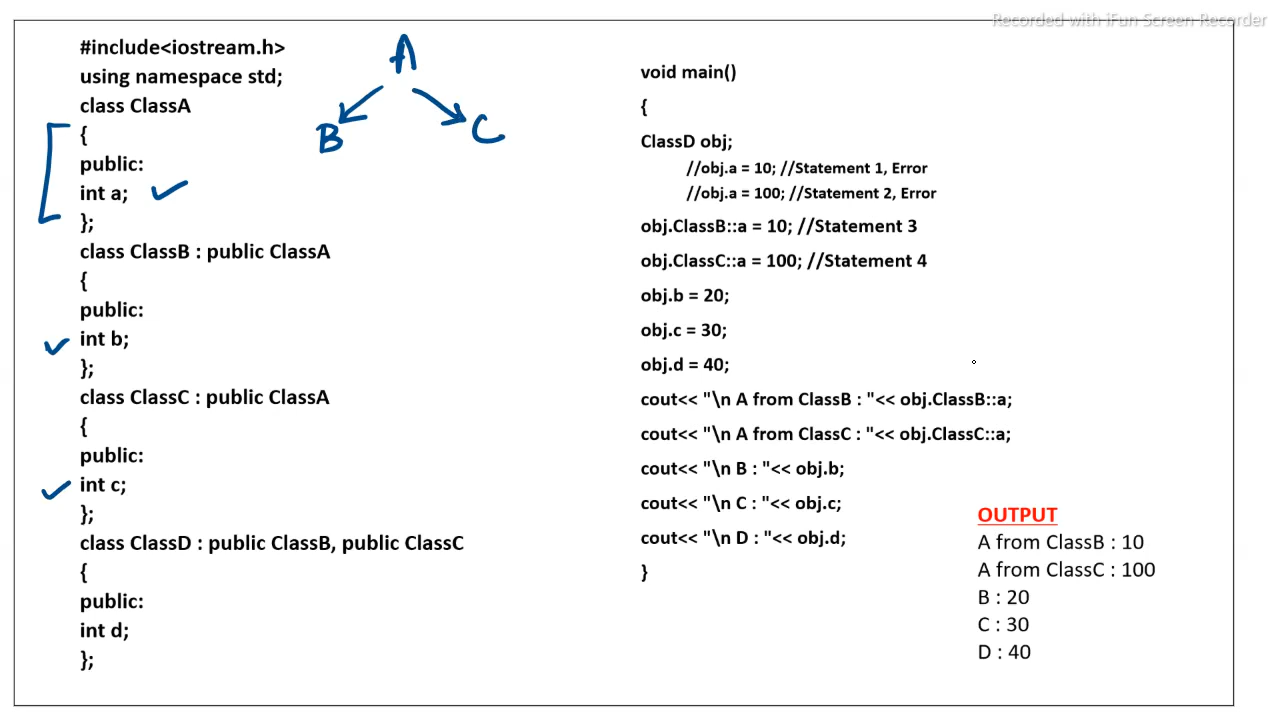 Recorded with iFun Screen Recorder
#include<iostream.h>
using namespace std;
class ClassA
{
public:
int a;
};
class ClassB : public ClassA
{
public:
int b;
};
class ClassC : public ClassA
{
public:
int c;
};
class ClassD : public ClassB, public ClassC
{
public:
int d;
};
A
B C
void main()
{
ClassD obj;
//obj.a = 10; //Statement 1, Error
//obj.a = 100; //Statement 2, Error
obj.ClassB::a = 10; //Statement 3
obj.ClassC::a = 100; //Statement 4
obj.b = 20;
obj.c = 30;
obj.d = 40;
cout<< "\n A from ClassB : "<< obj.ClassB::a;
cout<< "\n A from ClassC : "<< obj.ClassC::a;
cout<< "\n B : "<< obj.b;
cout<< "\n C : "<< obj.c;
cout<< "\n D : "<< obj.d;
}
OUTPUT
A from ClassB : 10
A from ClassC : 100
B : 20
C : 30
D : 40